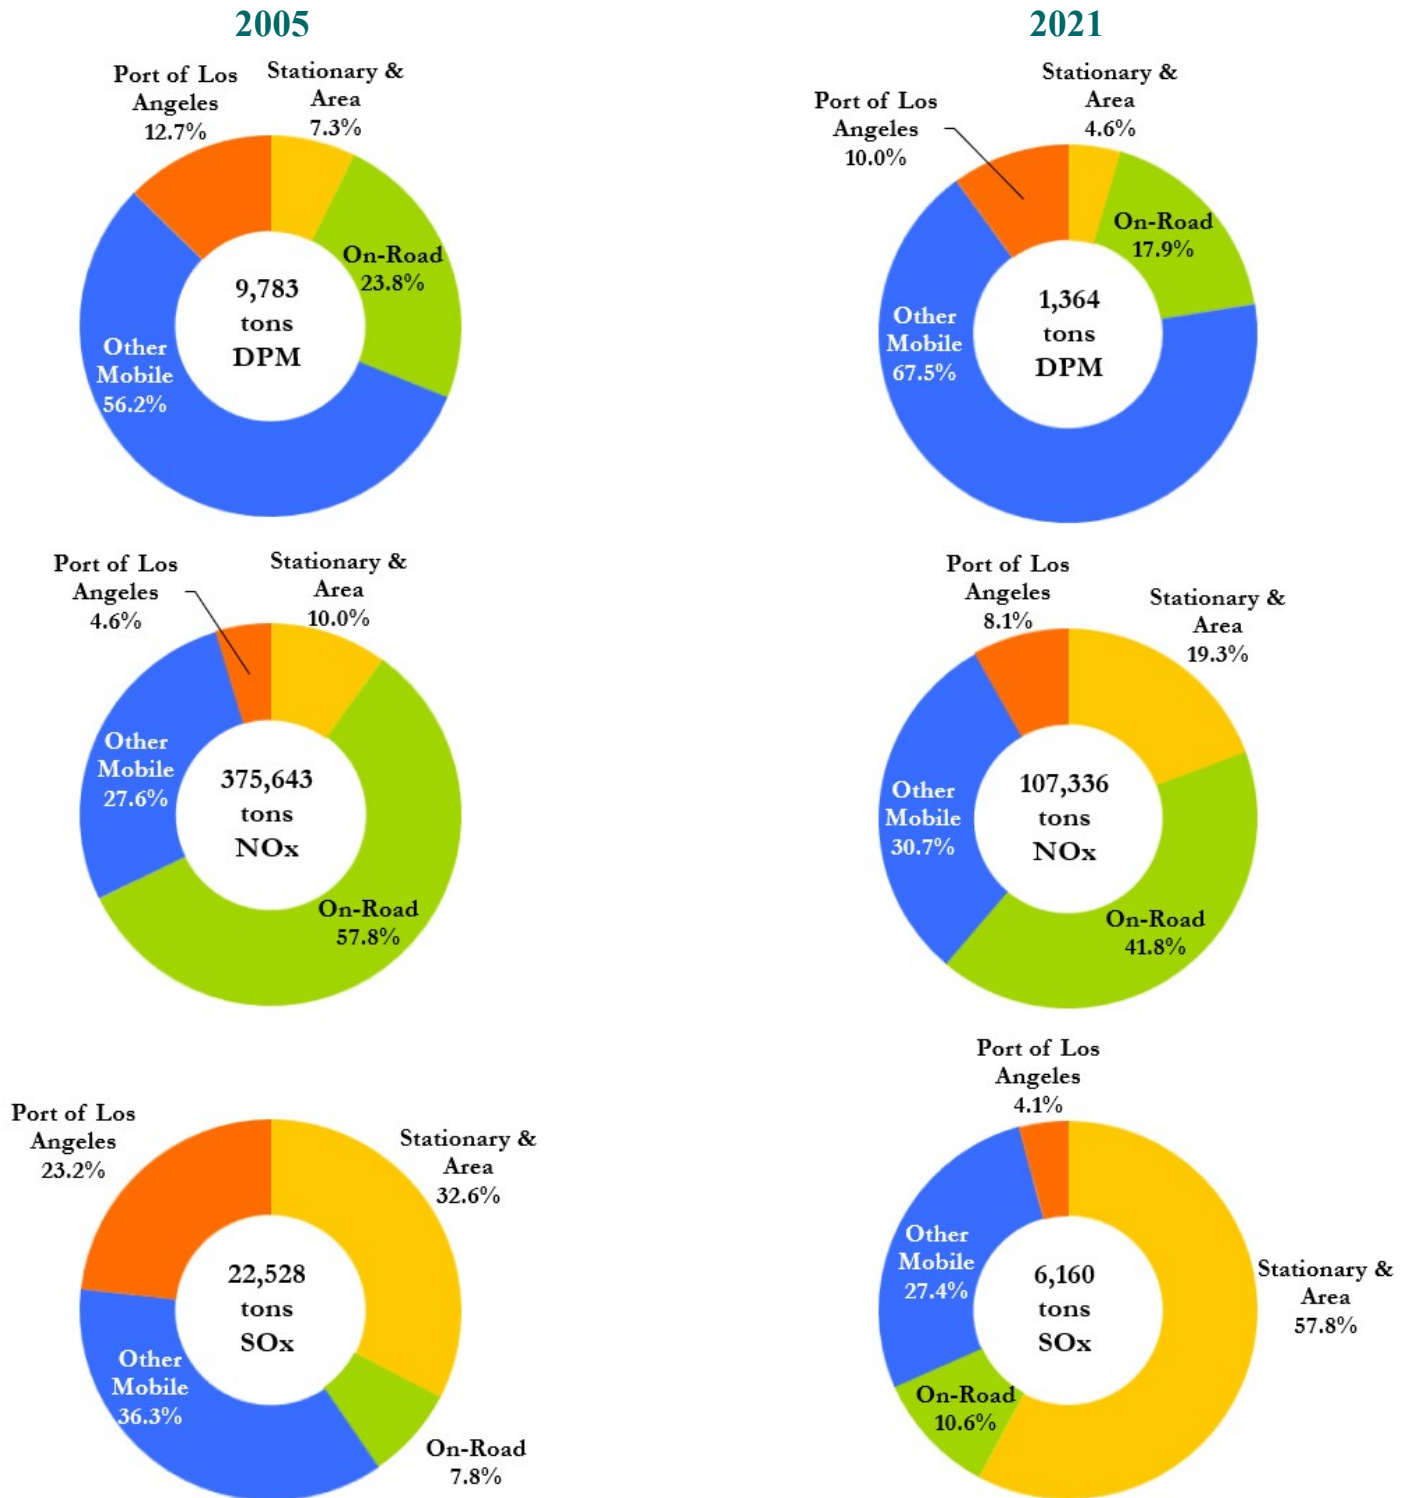 2005
2021
Port of Los
Angeles
12.7%
Stationary &
Area
7.3%
On-Road
23.8%
Other
Mobile
56.2%
9,783
tons
DPM
Port of Los
Angeles
10.0%
Stationary &
Area
4.6%
On-Road
17.9%
Other
Mobile
67.5%
1,364
tons
DPM
Port of Los
Angeles
4.6%
Stationary &
Area
10.0%
Other
Mobile
27.6%
375,643
tons
NOx
On-Road
57.8%
Port of Los
Angeles
8.1%
Stationary &
Area
19.3%
Other
Mobile
30.7%
107,336
tons
NOx
On-Road
41.8%
Port of Los
Angeles
23.2%
Stationary &
Area
32.6%
22,528
tons
SOx
Other
Mobile
36.3%
On-Road
7.8%
Port of Los
Angeles
4.1%
Other
Mobile
27.4%
6,160
tons
SOx
Stationary &
Area
57.8%
On-Road
10.6%